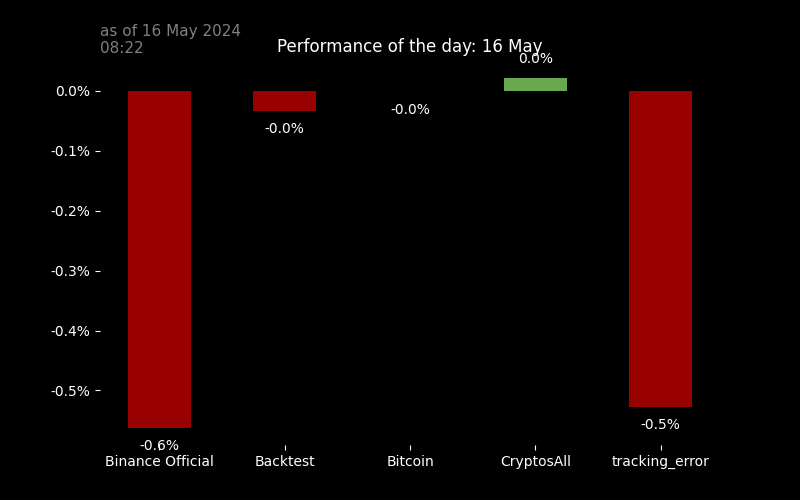 as of 16 May 2024
08:22
Performance of the day: 16 May
0.0%
0.0%
-0.0%
-0.0%
-0.1%
-0.2%
-0.3%
-0.4%
-0.5%
-0.5%
-0.6%
Binance Official
Backtest
Bitcoin
CryptosAll
tracking_error